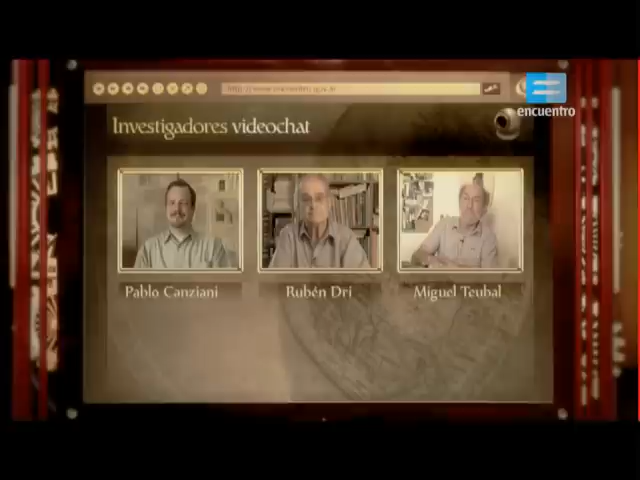 encuentro
Investigadores videochat
Pablo Canziani
Rubén Dri
Miguel Teubal